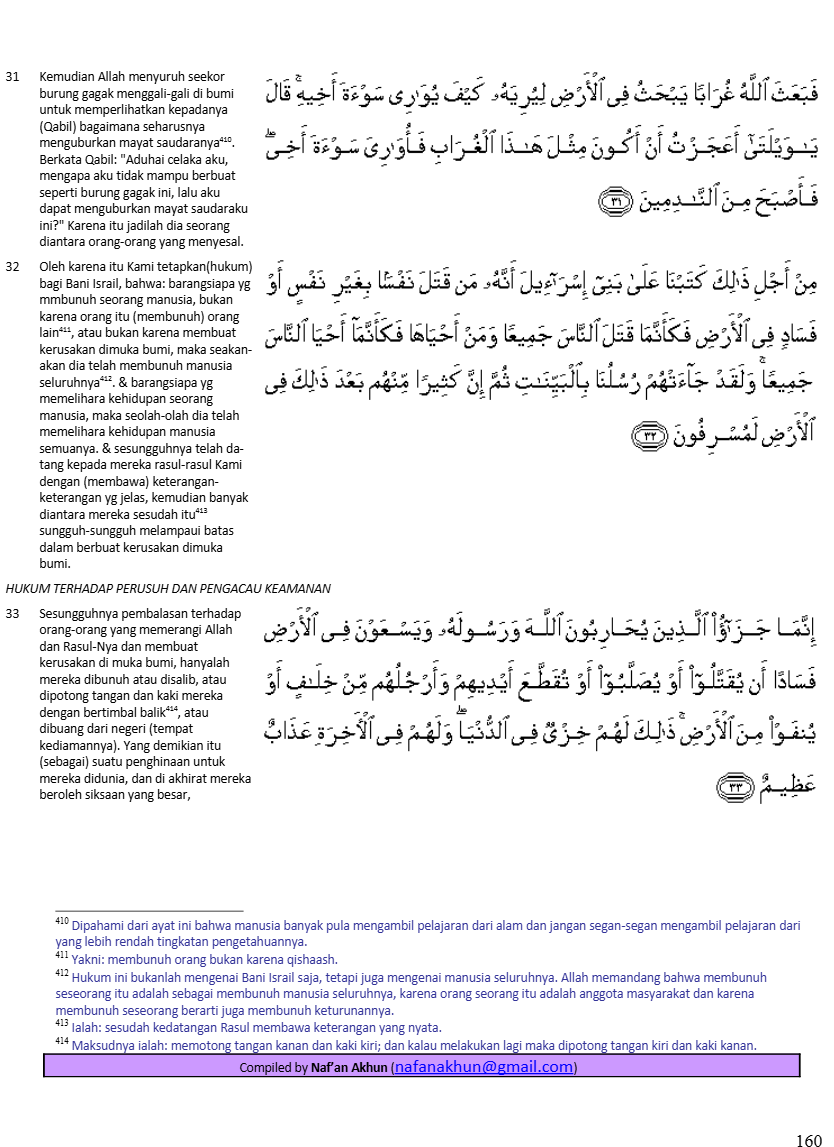 31 Kemudian Allah menyuruh seekor
burung gagak menggali-gali di bumi
untuk memperlihatkan kepadanya
(Qabil) bagaimana seharusnya
menguburkan mayat saudaranya⁴¹⁰.
Berkata Qabil: "Aduhai celaka aku,
mengapa aku tidak mampu berbuat
seperti burung gagak ini, lalu aku
dapat menguburkan mayat saudaraku
ini?" Karena itu jadilah dia seorang
diantara orang-orang yang menyesal.
فَبَعَثَ ٱللَّهُ غُرَابًا يَبْحَثُ فِى ٱلْأَرْضِ لِيُرِيَهُۥ كَيْفَ يُوَٰرِى سَوْءَةَ أَخِيهِ ۚ قَالَ
يَـٰوَيْلَتَىٰٓ أَعَجَزْتُ أَنْ أَكُونَ مِثْلَ هَـٰذَا ٱلْغُرَابِ فَأُوَٰرِىَ سَوْءَةَ أَخِى ۖ
فَأَصْبَحَ مِنَ ٱلنَّـٰدِمِينَ ٣١
32 Oleh karena itu Kami tetapkan(hukum)
bagi Bani Israil, bahwa: barangsiapa yg
mmbunuh seorang manusia, bukan
karena orang itu (membunuh) orang
lain⁴¹¹, atau bukan karena membuat
kerusakan dimuka bumi, maka seakan-
akan dia telah membunuh manusia
seluruhnya⁴¹². & barangsiapa yg
memelihara kehidupan seorang
manusia, maka seolah-olah dia telah
memelihara kehidupan manusia
semuanya. & sesungguhnya telah da-
tang kepada mereka rasul-rasul Kami
dengan (membawa) keterangan-
keterangan yg jelas, kemudian banyak
diantara mereka sesudah itu⁴¹³
sungguh-sungguh melampaui batas
dalam berbuat kerusakan dimuka
bumi.
مِنْ أَجْلِ ذَٰلِكَ كَتَبْنَا عَلَىٰ بَنِىٓ إِسْرَٰٓءِيلَ أَنَّهُۥ مَن قَتَلَ نَفْسًۢا بِغَيْرِ نَفْسٍ أَوْ
فَسَادٍ فِى ٱلْأَرْضِ فَكَأَنَّمَا قَتَلَ ٱلنَّاسَ جَمِيعًا وَمَنْ أَحْيَاهَا فَكَأَنَّمَآ أَحْيَا ٱلنَّاسَ
جَمِيعًا ۚ وَلَقَدْ جَآءَتْهُمْ رُسُلُنَا بِٱلْبَيِّنَـٰتِ ثُمَّ إِنَّ كَثِيرًا مِّنْهُم بَعْدَ ذَٰلِكَ فِى
ٱلْأَرْضِ لَمُسْرِفُونَ ٣٢
HUKUM TERHADAP PERUSUH DAN PENGACAU KEAMANAN
33 Sesungguhnya pembalasan terhadap
orang-orang yang memerangi Allah
dan Rasul-Nya dan membuat
kerusakan di muka bumi, hanyalah
mereka dibunuh atau disalib, atau
dipotong tangan dan kaki mereka
dengan bertimbal balik⁴¹⁴, atau
dibuang dari negeri (tempat
kediamannya). Yang demikian itu
(sebagai) suatu penghinaan untuk
mereka didunia, dan di akhirat mereka
beroleh siksaan yang besar,
إِنَّمَا جَزَٰٓؤُا۟ ٱلَّذِينَ يُحَارِبُونَ ٱللَّهَ وَرَسُولَهُۥ وَيَسْعَوْنَ فِى ٱلْأَرْضِ
فَسَادًا أَن يُقَتَّلُوٓا۟ أَوْ يُصَلَّبُوٓا۟ أَوْ تُقَطَّعَ أَيْدِيهِمْ وَأَرْجُلُهُم مِّنْ خِلَـٰفٍ أَوْ
يُنفَوْا۟ مِنَ ٱلْأَرْضِ ۚ ذَٰلِكَ لَهُمْ خِزْىٌ فِى ٱلدُّنْيَا ۖ وَلَهُمْ فِى ٱلْـَٔاخِرَةِ عَذَابٌ
عَظِيمٌ ٣٣
⁴¹⁰ Dipahami dari ayat ini bahwa manusia banyak pula mengambil pelajaran dari alam dan jangan segan-segan mengambil pelajaran dari
yang lebih rendah tingkatan pengetahuannya.
⁴¹¹ Yakni: membunuh orang bukan karena qishaash.
⁴¹² Hukum ini bukanlah mengenai Bani Israil saja, tetapi juga mengenai manusia seluruhnya. Allah memandang bahwa membunuh
seseorang itu adalah sebagai membunuh manusia seluruhnya, karena orang seorang itu adalah anggota masyarakat dan karena
membunuh seseorang berarti juga membunuh keturunannya.
⁴¹³ Ialah: sesudah kedatangan Rasul membawa keterangan yang nyata.
⁴¹⁴ Maksudnya ialah: memotong tangan kanan dan kaki kiri; dan kalau melakukan lagi maka dipotong tangan kiri dan kaki kanan.
Compiled by Naf'an Akhun (nafanakhun@gmail.com)
160